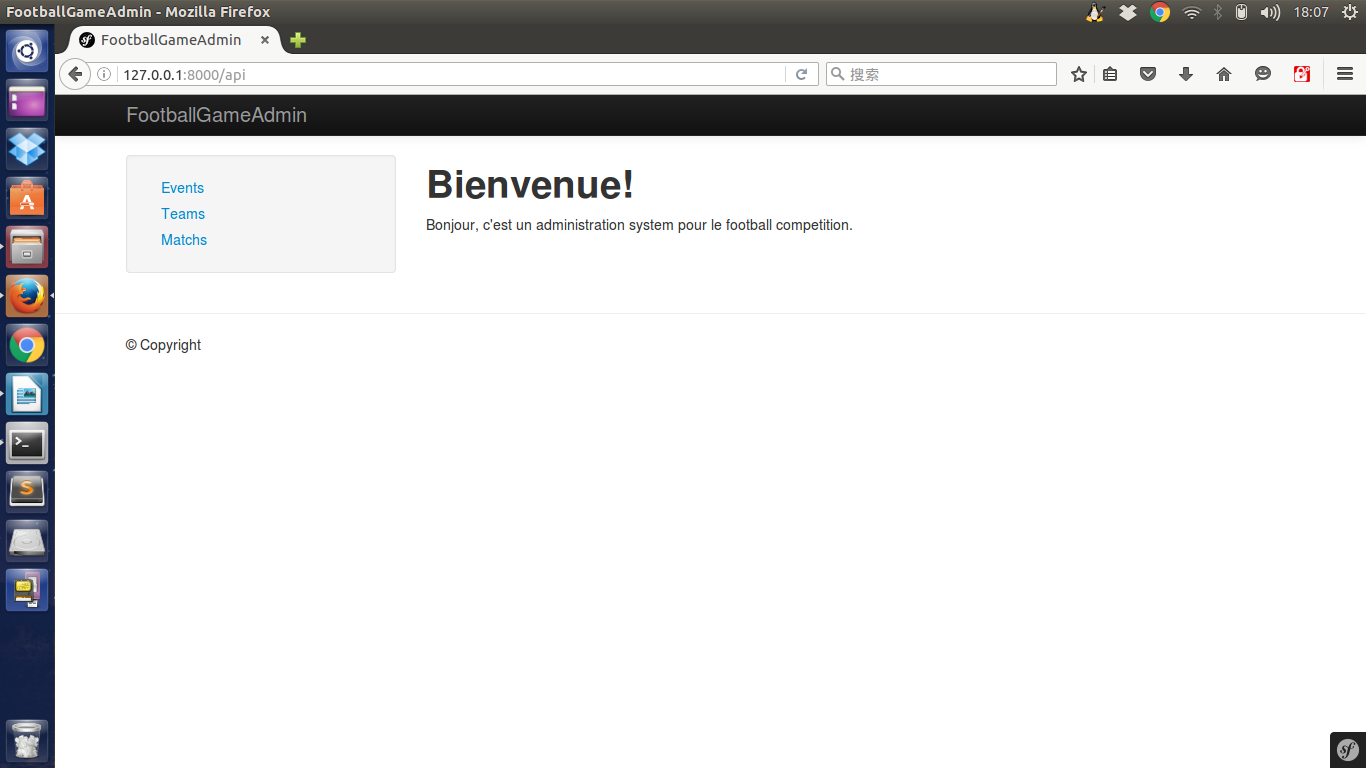 FootballGameAdmin - Mozilla Firefox
18:07
FootballGameAdmin
127.0.0.1:8000/api
搜索
FootballGameAdmin
Events
Teams
Matchs
Bienvenue!
Bonjour, c'est un administration system pour le football competition.
© Copyright